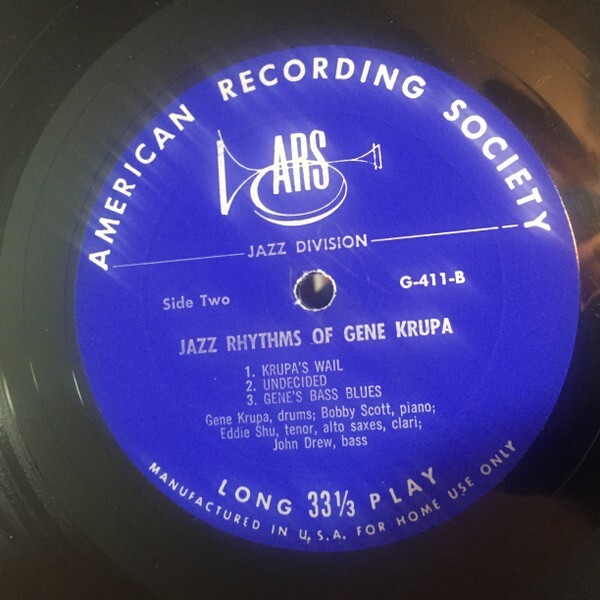 AMERICAN RECORDING SOCIETY
ARS
JAZZ DIVISION
Side Two
G-411-B
JAZZ RHYTHMS OF GENE KRUPA
1. KRUPA'S WAIL
2. UNDECIDED
3. GENE'S BASS BLUES
Gene Krupa, drums; Bobby Scott, piano;
Eddie Shu, tenor, alto saxes, clari;
John Drew, bass
LONG 33⅓ PLAY
MANUFACTURED IN U.S.A. FOR HOME USE ONLY